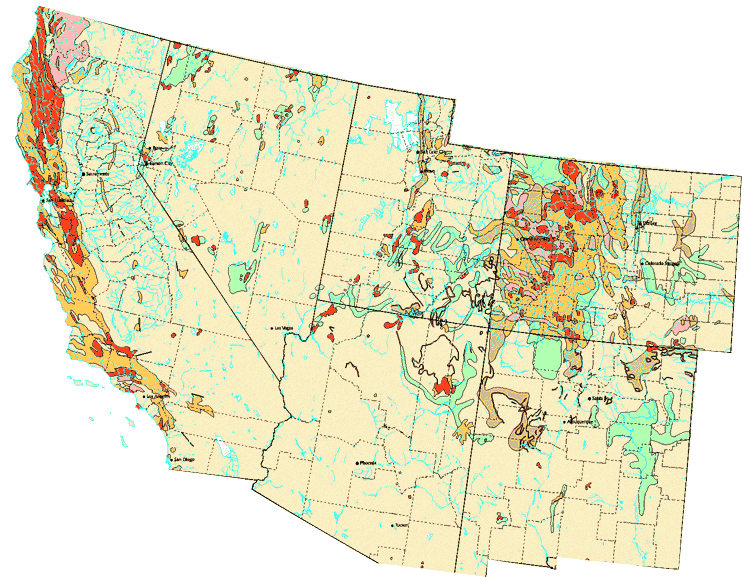 Salt Lake City
Carson City
Sacramento
Denver
Colorado Springs
Las Vegas
Los Angeles
Santa Fe
Albuquerque
San Diego
Phoenix
Tucson